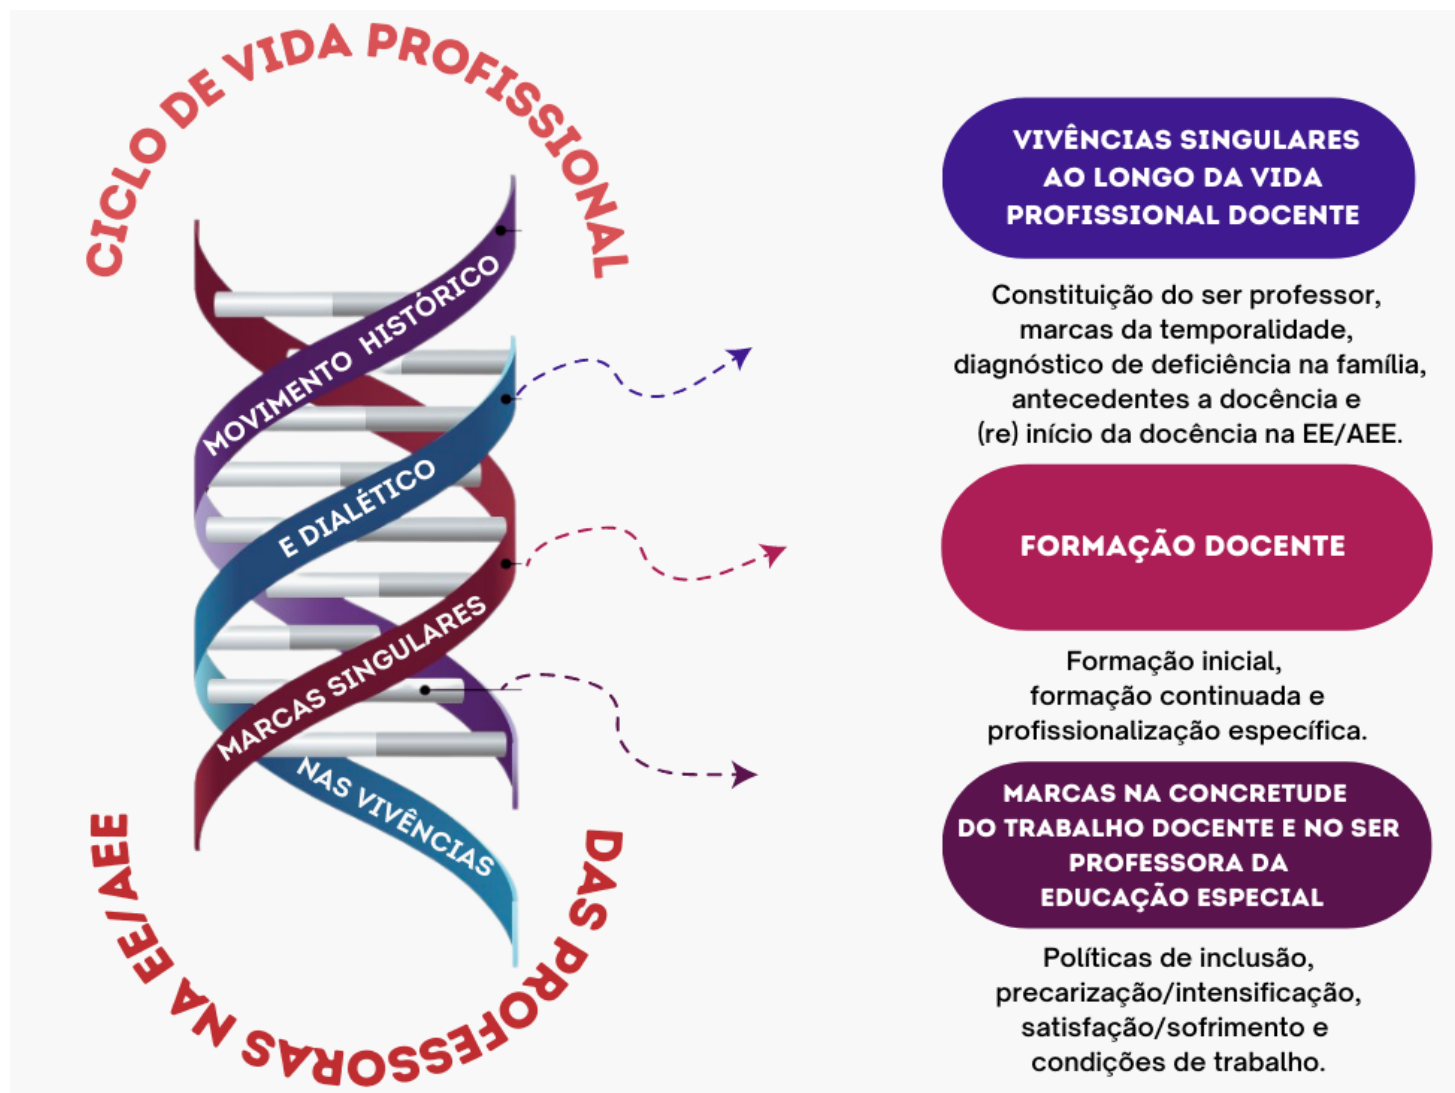 CICLO DE VIDA PROFISSIONAL
MOVIMENTO HISTÓRICO
E DIALÉTICO
MARCAS SINGULARES
NAS VIVÊNCIAS
DAS PROFESSORAS NA EE/AEE
VIVÊNCIAS SINGULARES
AO LONGO DA VIDA
PROFISSIONAL DOCENTE
Constituição do ser professor,
marcas da temporalidade,
diagnóstico de deficiência na família,
antecedentes a docência e
(re) início da docência na EE/AEE.
FORMAÇÃO DOCENTE
Formação inicial,
formação continuada e
profissionalização específica.
MARCAS NA CONCRETUDE
DO TRABALHO DOCENTE E NO SER
PROFESSORA DA
EDUCAÇÃO ESPECIAL
Políticas de inclusão,
precarização/intensificação,
satisfação/sofrimento e
condições de trabalho.